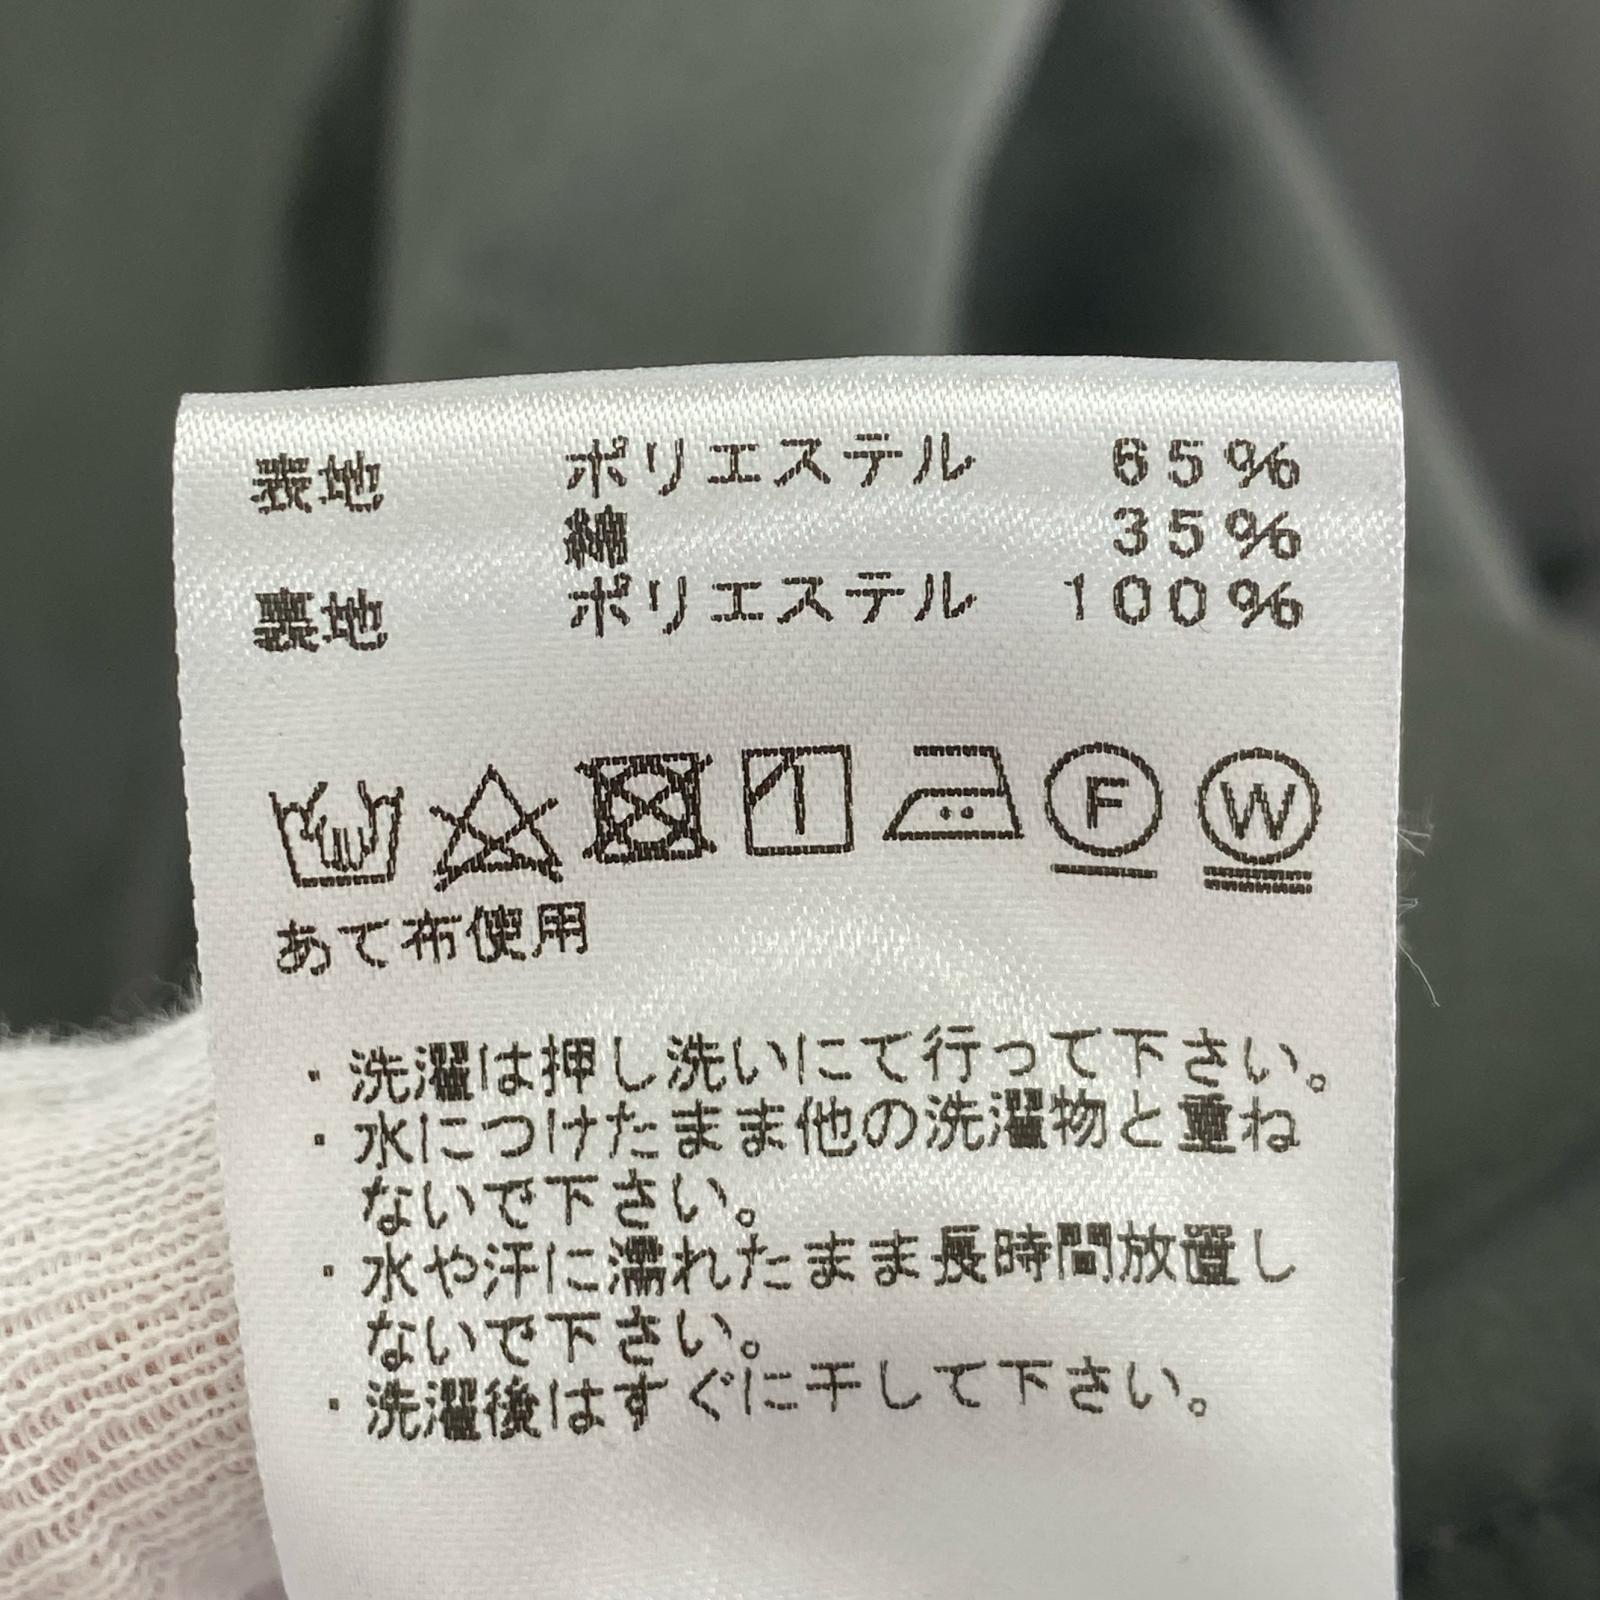 表地 ポリエステル 65%
綿 35%
裏地 ポリエステル 100%
F W
あて布使用
・洗濯は押し洗いにて行って下さい。
・水につけたまま他の洗濯物と重ね
ないで下さい。
・水や汗に濡れたまま長時間放置し
ないで下さい。
・洗濯後はすぐに干して下さい。